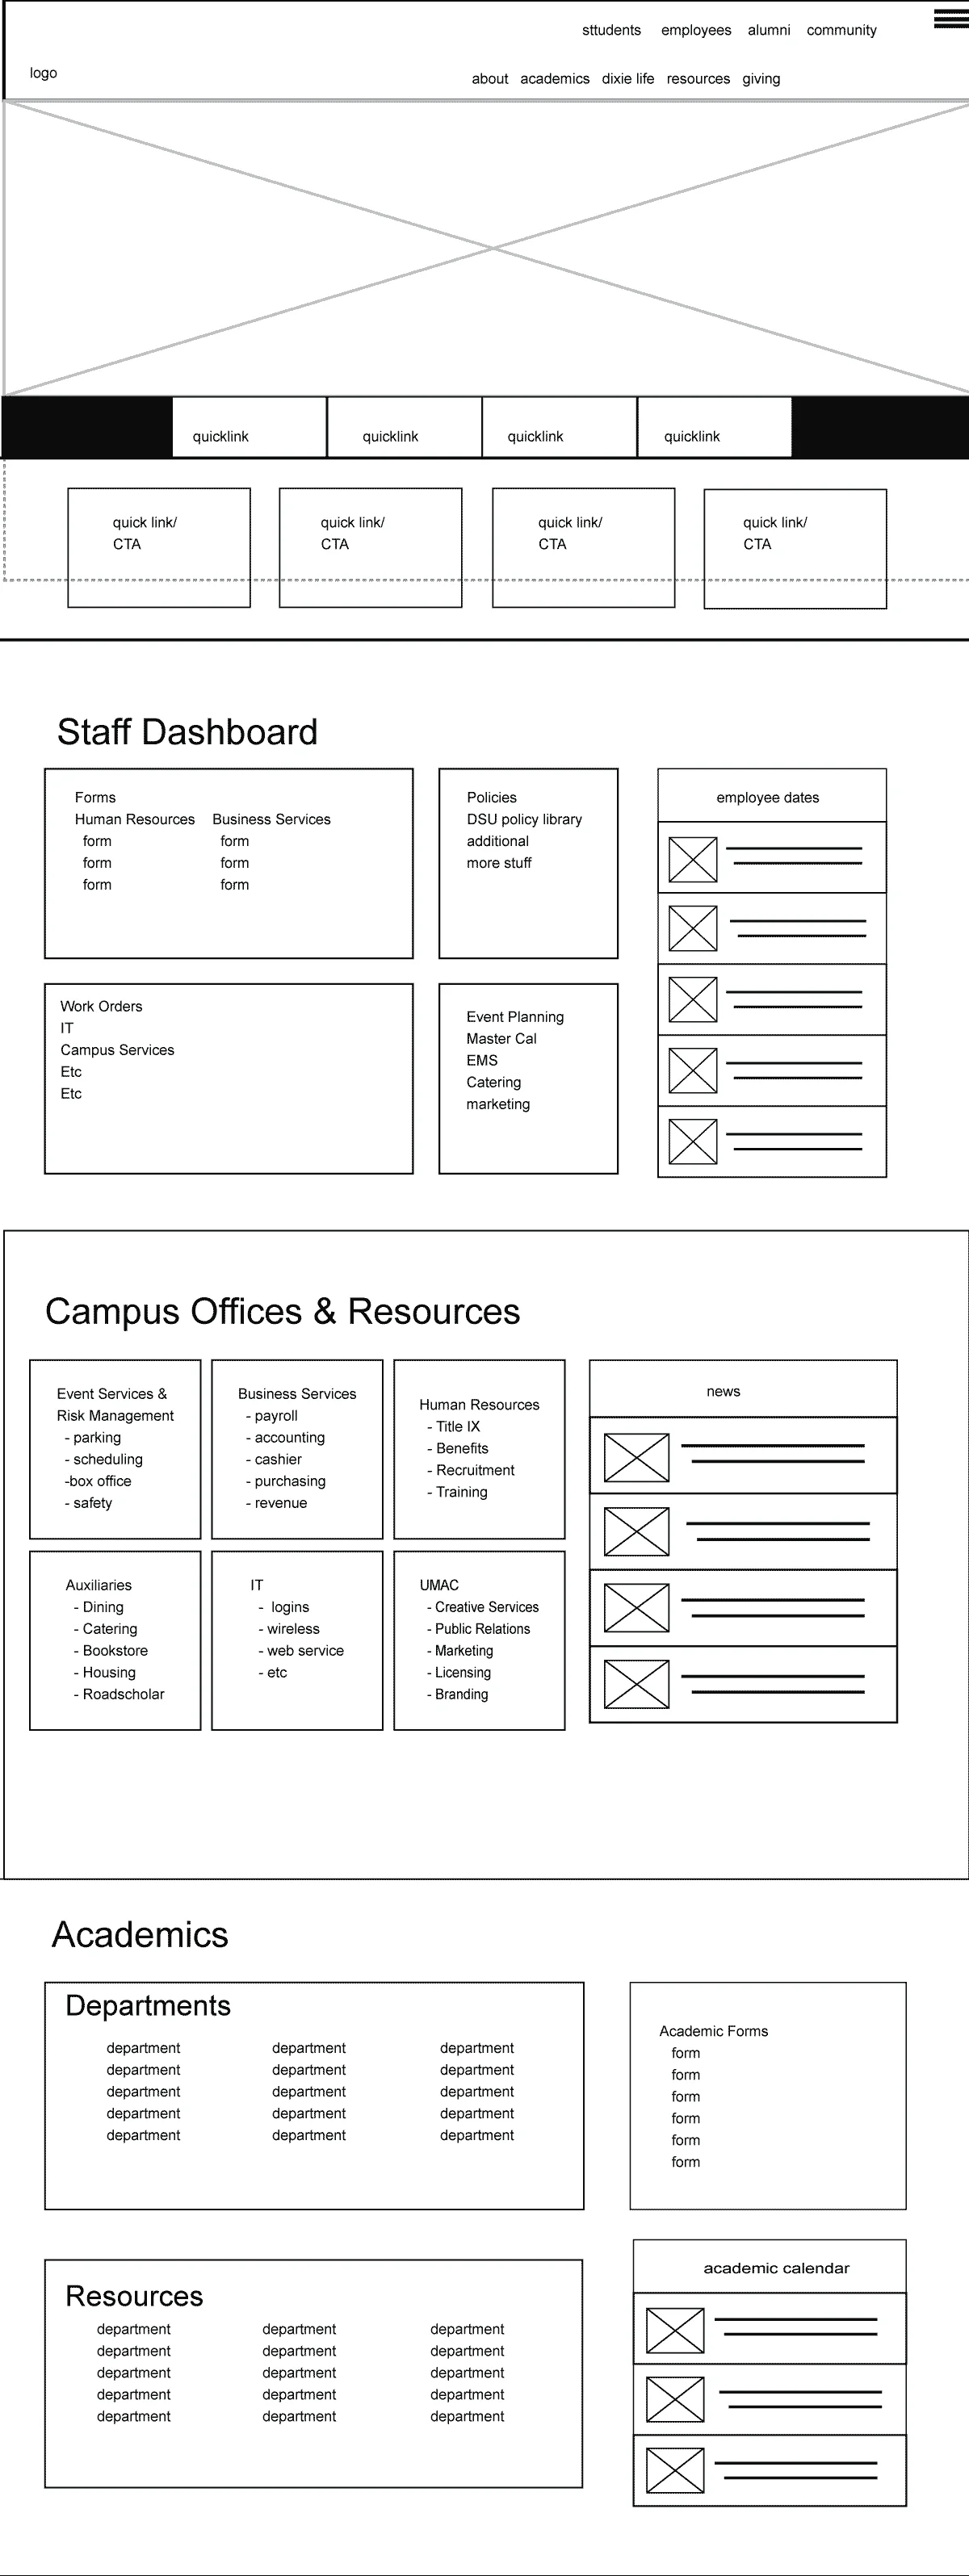 sttudents employees alumni community
logo
about academics dixie life resources giving
quicklink quicklink quicklink quicklink
quick link/
CTA
quick link/
CTA
quick link/
CTA
quick link/
CTA
Staff Dashboard
Forms
Human Resources Business Services
form form
form form
form form
Policies
DSU policy library
additional
more stuff
employee dates
Work Orders
IT
Campus Services
Etc
Etc
Event Planning
Master Cal
EMS
Catering
marketing
Campus Offices & Resources
Event Services &
Risk Management
- parking
- scheduling
-box office
- safety
Business Services
- payroll
- accounting
- cashier
- purchasing
- revenue
Human Resources
- Title IX
- Benefits
- Recruitment
- Training
news
Auxiliaries
- Dining
- Catering
- Bookstore
- Housing
- Roadscholar
IT
- logins
- wireless
- web service
- etc
UMAC
- Creative Services
- Public Relations
- Marketing
- Licensing
- Branding
Academics
Departments
department department department
department department department
department department department
department department department
department department department
Academic Forms
form
form
form
form
form
form
academic calendar
Resources
department department department
department department department
department department department
department department department
department department department